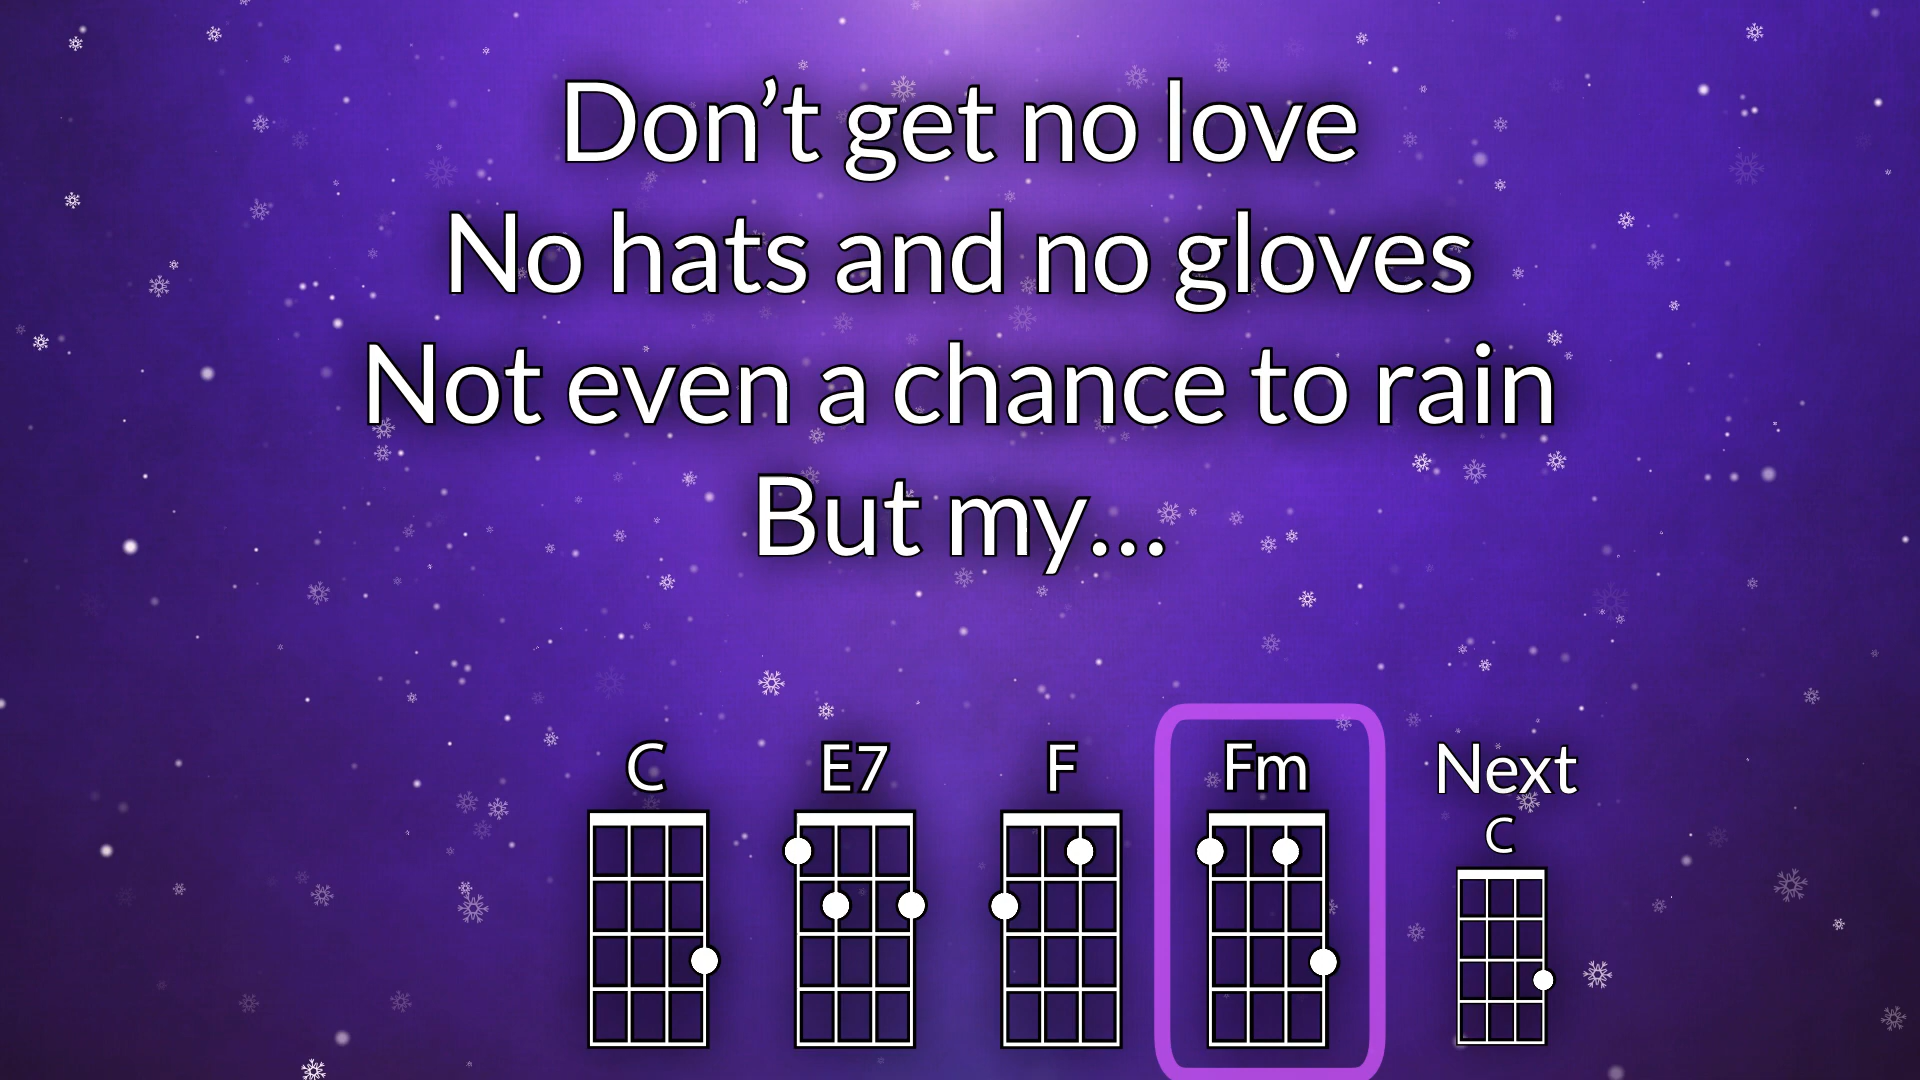 Don’t get no love
No hats and no gloves
Not even a chance to rain
But my...
C E7 F Fm Next
C